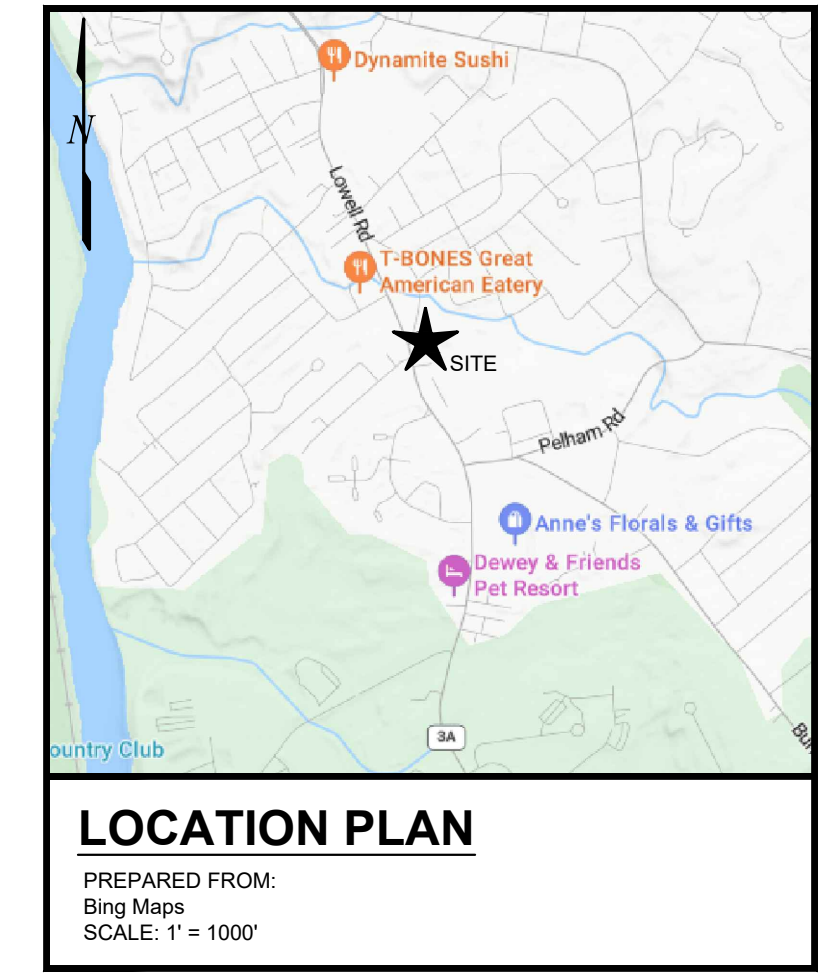 Dynamite Sushi
N
Lowell Rd
T-BONES Great
American Eatery
SITE
Pelham Rd
Anne's Florals & Gifts
Dewey & Friends
Pet Resort
3A
ountry Club
LOCATION PLAN
PREPARED FROM:
Bing Maps
SCALE: 1' = 1000'